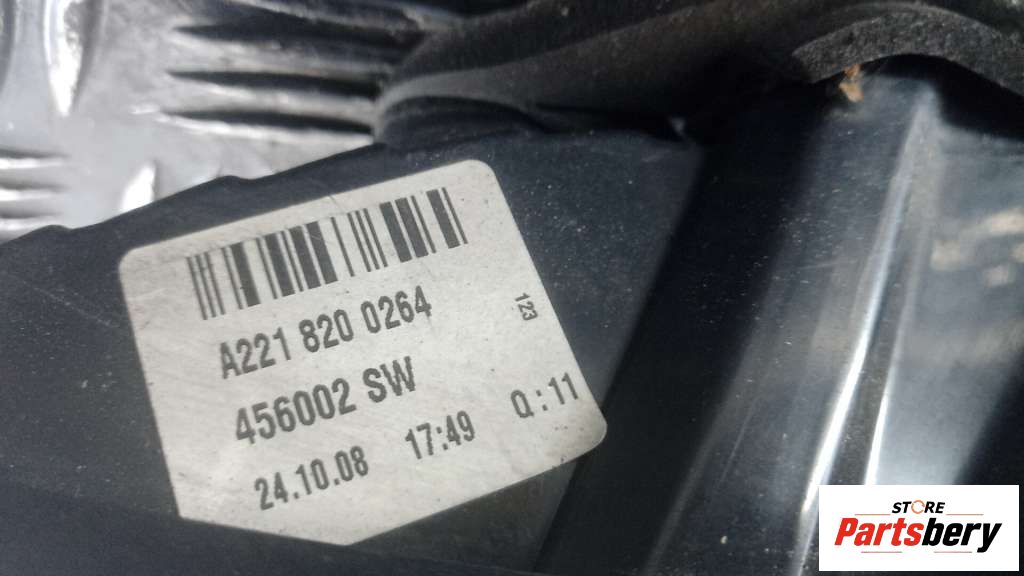 A221 820 0264
123
456002 SW
24.10.08 17:49 Q:11
STORE
Partsbery